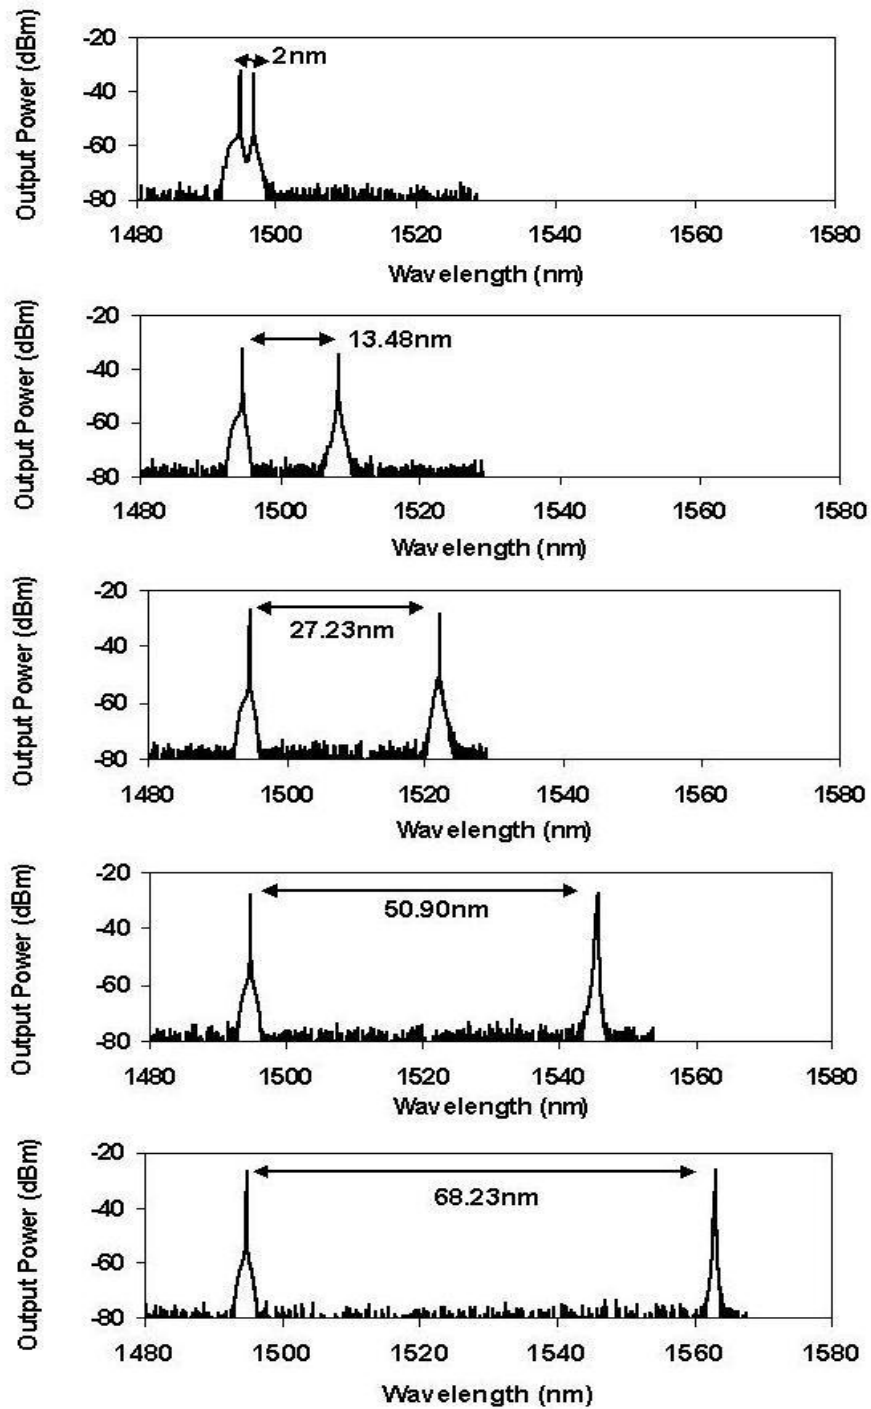 Output Power (dBm)
-20
-40
-60
-80
2nm
1480 1500 1520 1540 1560 1580
Wavelength (nm)
Output Power (dBm)
-20
-40
-60
-80
13.48nm
1480 1500 1520 1540 1560 1580
Wavelength (nm)
Output Power (dBm)
-20
-40
-60
-80
27.23nm
1480 1500 1520 1540 1560 1580
Wavelength (nm)
Output Power (dBm)
-20
-40
-60
-80
50.90nm
1480 1500 1520 1540 1560 1580
Wavelength (nm)
Output Power (dBm)
-20
-40
-60
-80
68.23nm
1480 1500 1520 1540 1560 1580
Wavelength (nm)